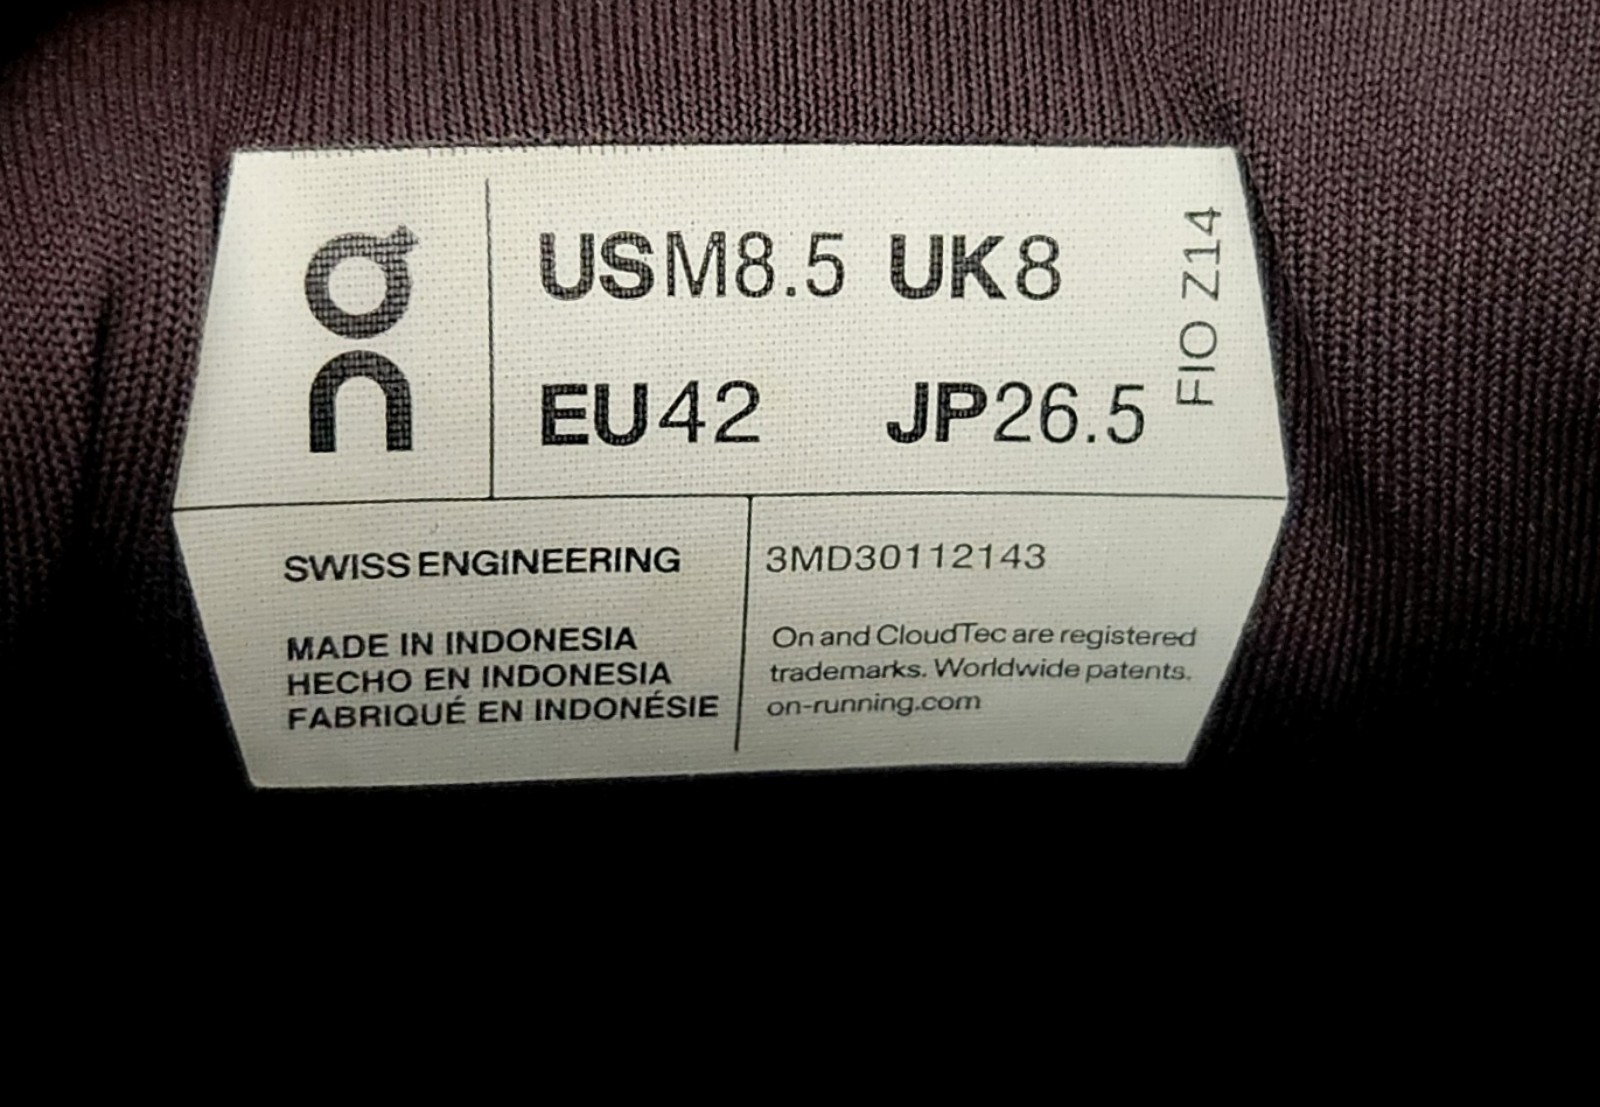 On
USM8.5 UK8
EU42 JP26.5
FIO Z14
SWISS ENGINEERING
MADE IN INDONESIA
HECHO EN INDONESIA
FABRIQUÉ EN INDONÉSIE
3MD30112143
On and CloudTec are registered
trademarks. Worldwide patents.
on-running.com